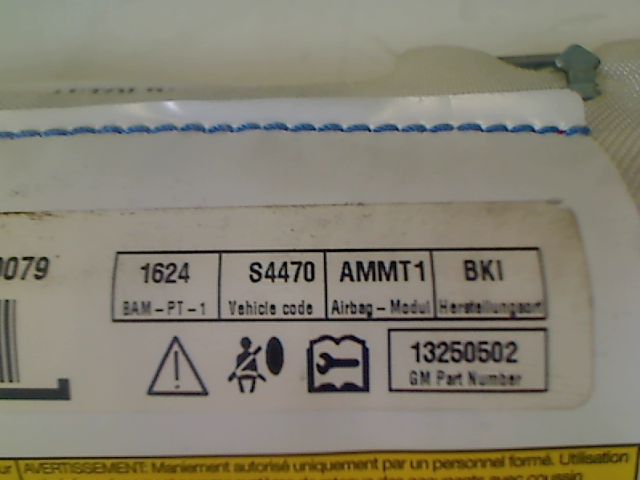 0079
1624 S4470 AMMT1 BKI
BAM-PT-1 Vehicle code Airbag-Modul Herstellungsort
13250502
GM Part Number
ur AVERTISSEMENT: Maniement autorisé uniquement par un personnel formé. Utilisation